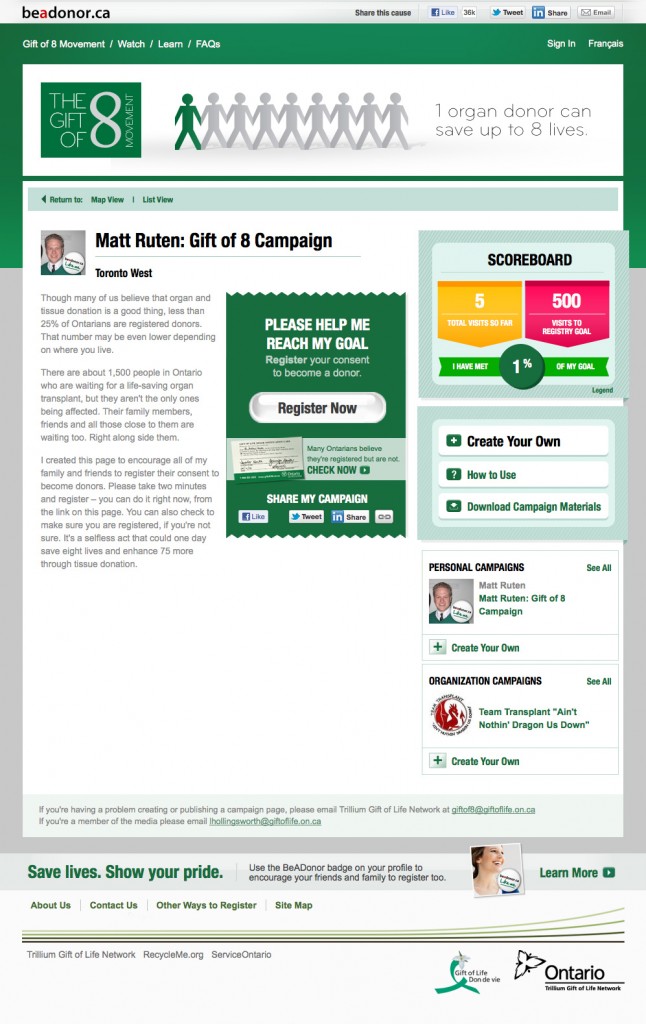 beadonor.ca
Share this cause Like 36k Tweet Share Email
Gift of 8 Movement / Watch / Learn / FAQs
Sign In Français
THE
GIFT
OF
8
MOVEMENT
1 organ donor can
save up to 8 lives.
Return to: Map View | List View
Matt Ruten: Gift of 8 Campaign
Toronto West
Though many of us believe that organ and
tissue donation is a good thing, less than
25% of Ontarians are registered donors.
That number may be even lower depending
on where you live.
There are about 1,500 people in Ontario
who are waiting for a life-saving organ
transplant, but they aren't the only ones
being affected. Their family members,
friends and all those close to them are
waiting too. Right along side them.
I created this page to encourage all of my
family and friends to register their consent to
become donors. Please take two minutes
and register – you can do it right now, from
the link on this page. You can also check to
make sure you are registered, if you're not
sure. It's a selfless act that could one day
save eight lives and enhance 75 more
through tissue donation.
PLEASE HELP ME
REACH MY GOAL
Register your consent
to become a donor.
Register Now
Many Ontarians believe
they're registered but are not.
CHECK NOW
SHARE MY CAMPAIGN
Like Tweet Share
SCOREBOARD
5
TOTAL VISITS SO FAR
500
VISITS TO
REGISTRY GOAL
I HAVE MET 1% OF MY GOAL
Legend
Create Your Own
How to Use
Download Campaign Materials
PERSONAL CAMPAIGNS See All
Matt Ruten
Matt Ruten: Gift of 8
Campaign
Create Your Own
ORGANIZATION CAMPAIGNS See All
TEAM TRANSPLANT
Team Transplant "Ain't
Nothin' Dragon Us Down"
Create Your Own
If you're having a problem creating or publishing a campaign page, please email Trillium Gift of Life Network at giftof8@giftoflife.on.ca
If you're a member of the media please email lhollingsworth@giftoflife.on.ca
Save lives. Show your pride.
Use the BeADonor badge on your profile to
encourage your friends and family to register too.
Learn More
About Us | Contact Us | Other Ways to Register | Site Map
Trillium Gift of Life Network RecycleMe.org ServiceOntario
Gift of Life
Don de vie
Ontario
Trillium Gift of Life Network